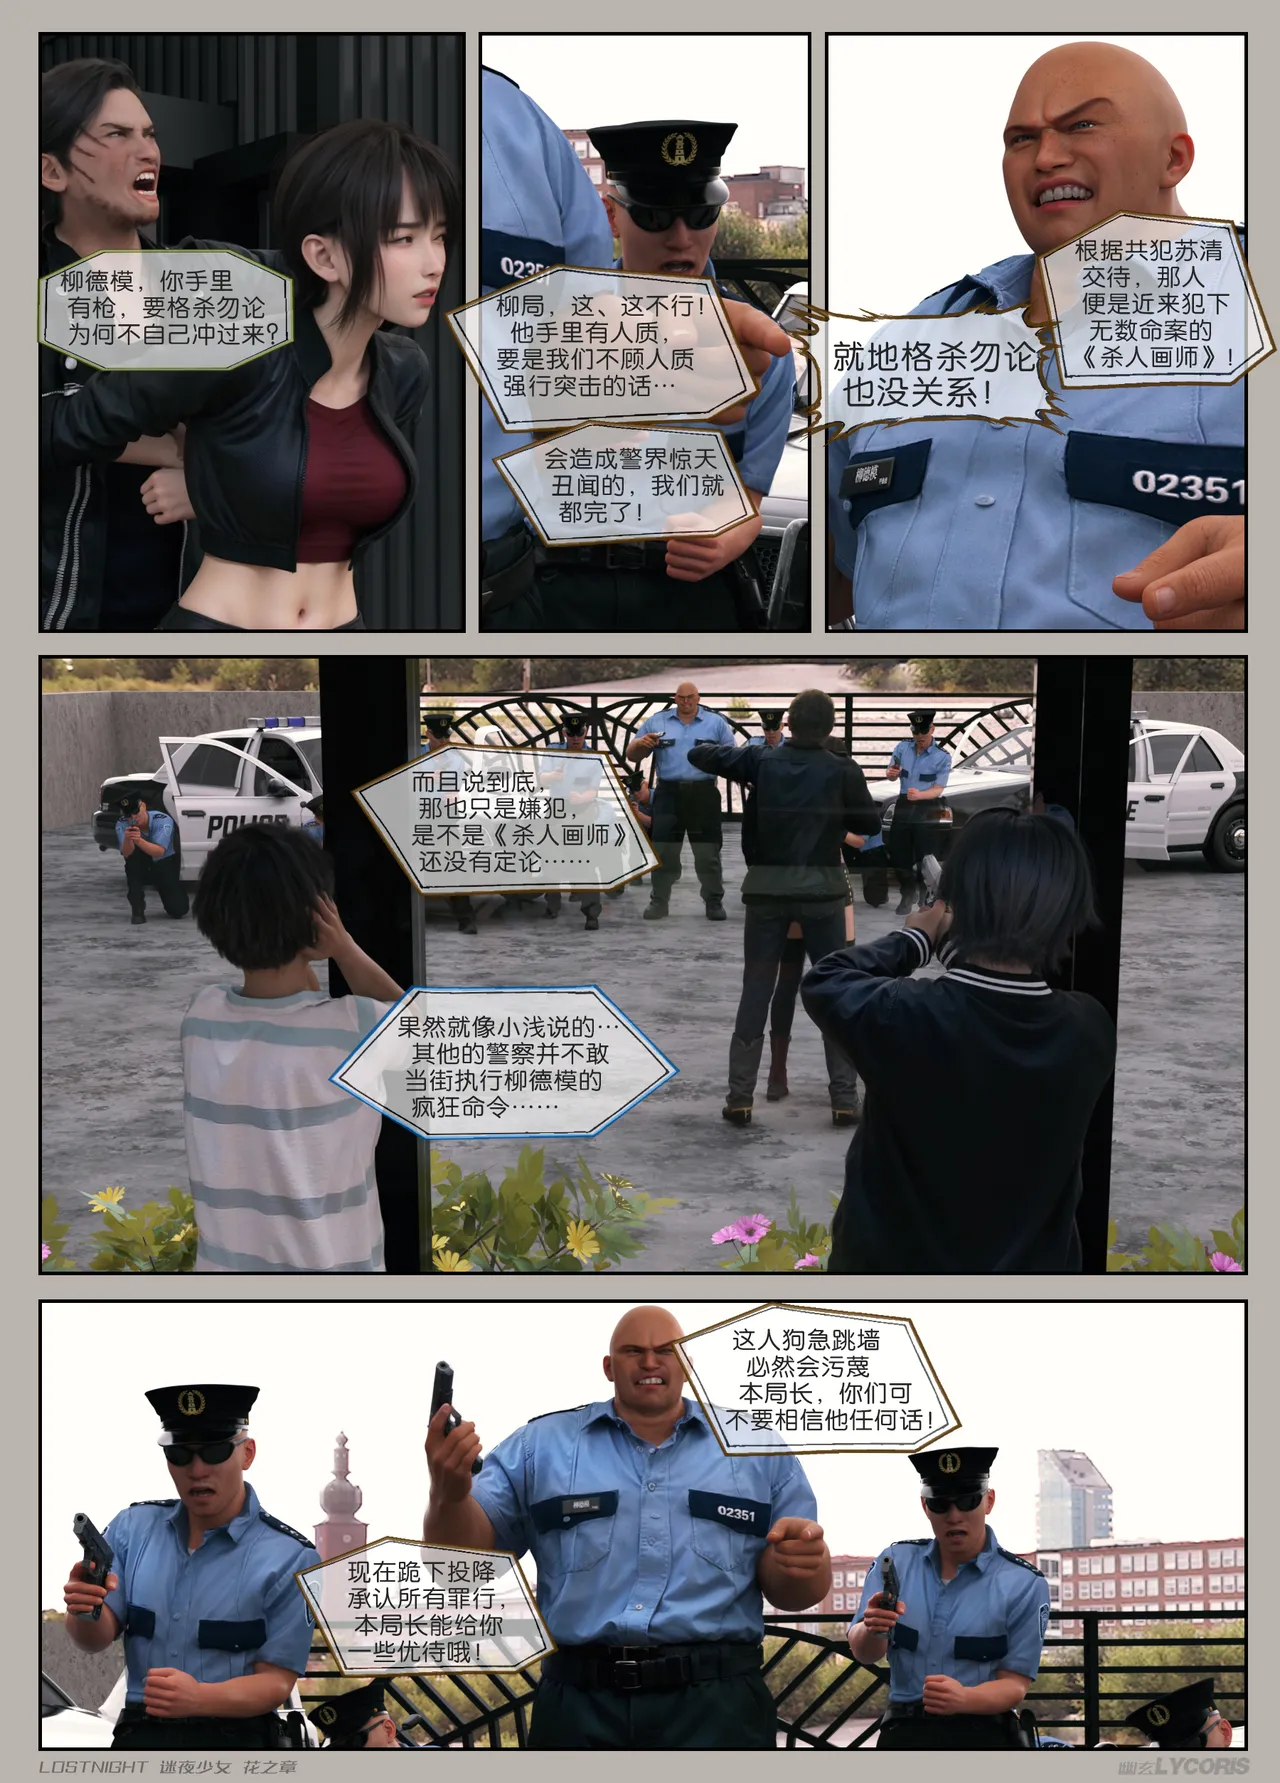 柳德模，你手里
有枪，要格杀勿论
为何不自己冲过来？
0235
柳局，这、这不行！
他手里有人质，
要是我们不顾人质
强行突击的话…
会造成警界惊天
丑闻的，我们就
都完了！
根据共犯苏清
交待，那人
便是近来犯下
无数命案的
《杀人画师》！
就地格杀勿论
也没关系！
柳德模
02351
POLICE
E
而且说到底，
那也只是嫌犯，
是不是《杀人画师》
还没有定论……
果然就像小浅说的…
其他的警察并不敢
当街执行柳德模的
疯狂命令……
这人狗急跳墙
必然会污蔑
本局长，你们可
不要相信他任何话！
柳德模
02351
现在跪下投降
承认所有罪行，
本局长能给你
一些优待哦！
LOSTNIGHT 迷夜少女 花之章
幽玄LYCORIS